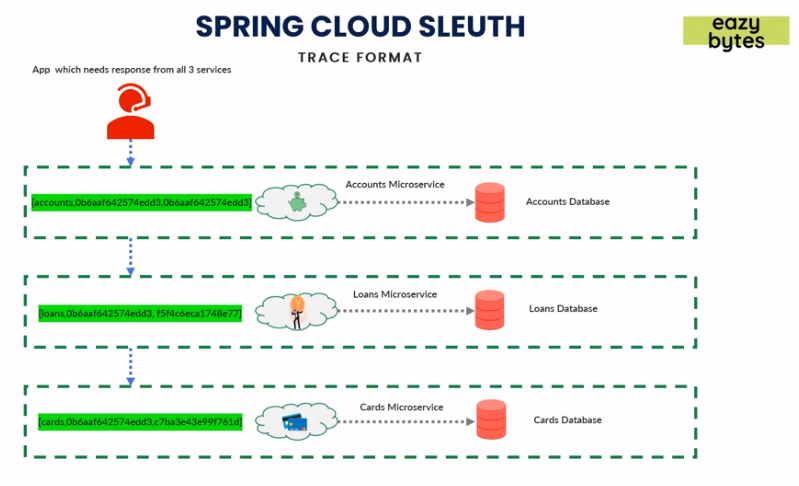 SPRING CLOUD SLEUTH
eazy
bytes
TRACE FORMAT
App which needs response from all 3 services
Accounts Microservice
[accounts,0b6aaf642574edd3,0b6aaf642574edd3]
Accounts Database
Loans Microservice
[loans,0b6aaf642574edd3, f5f4c6eca1748e77]
Loans Database
Cards Microservice
[cards,0b6aaf642574edd3,c7ba3e43e99f761d]
Cards Database